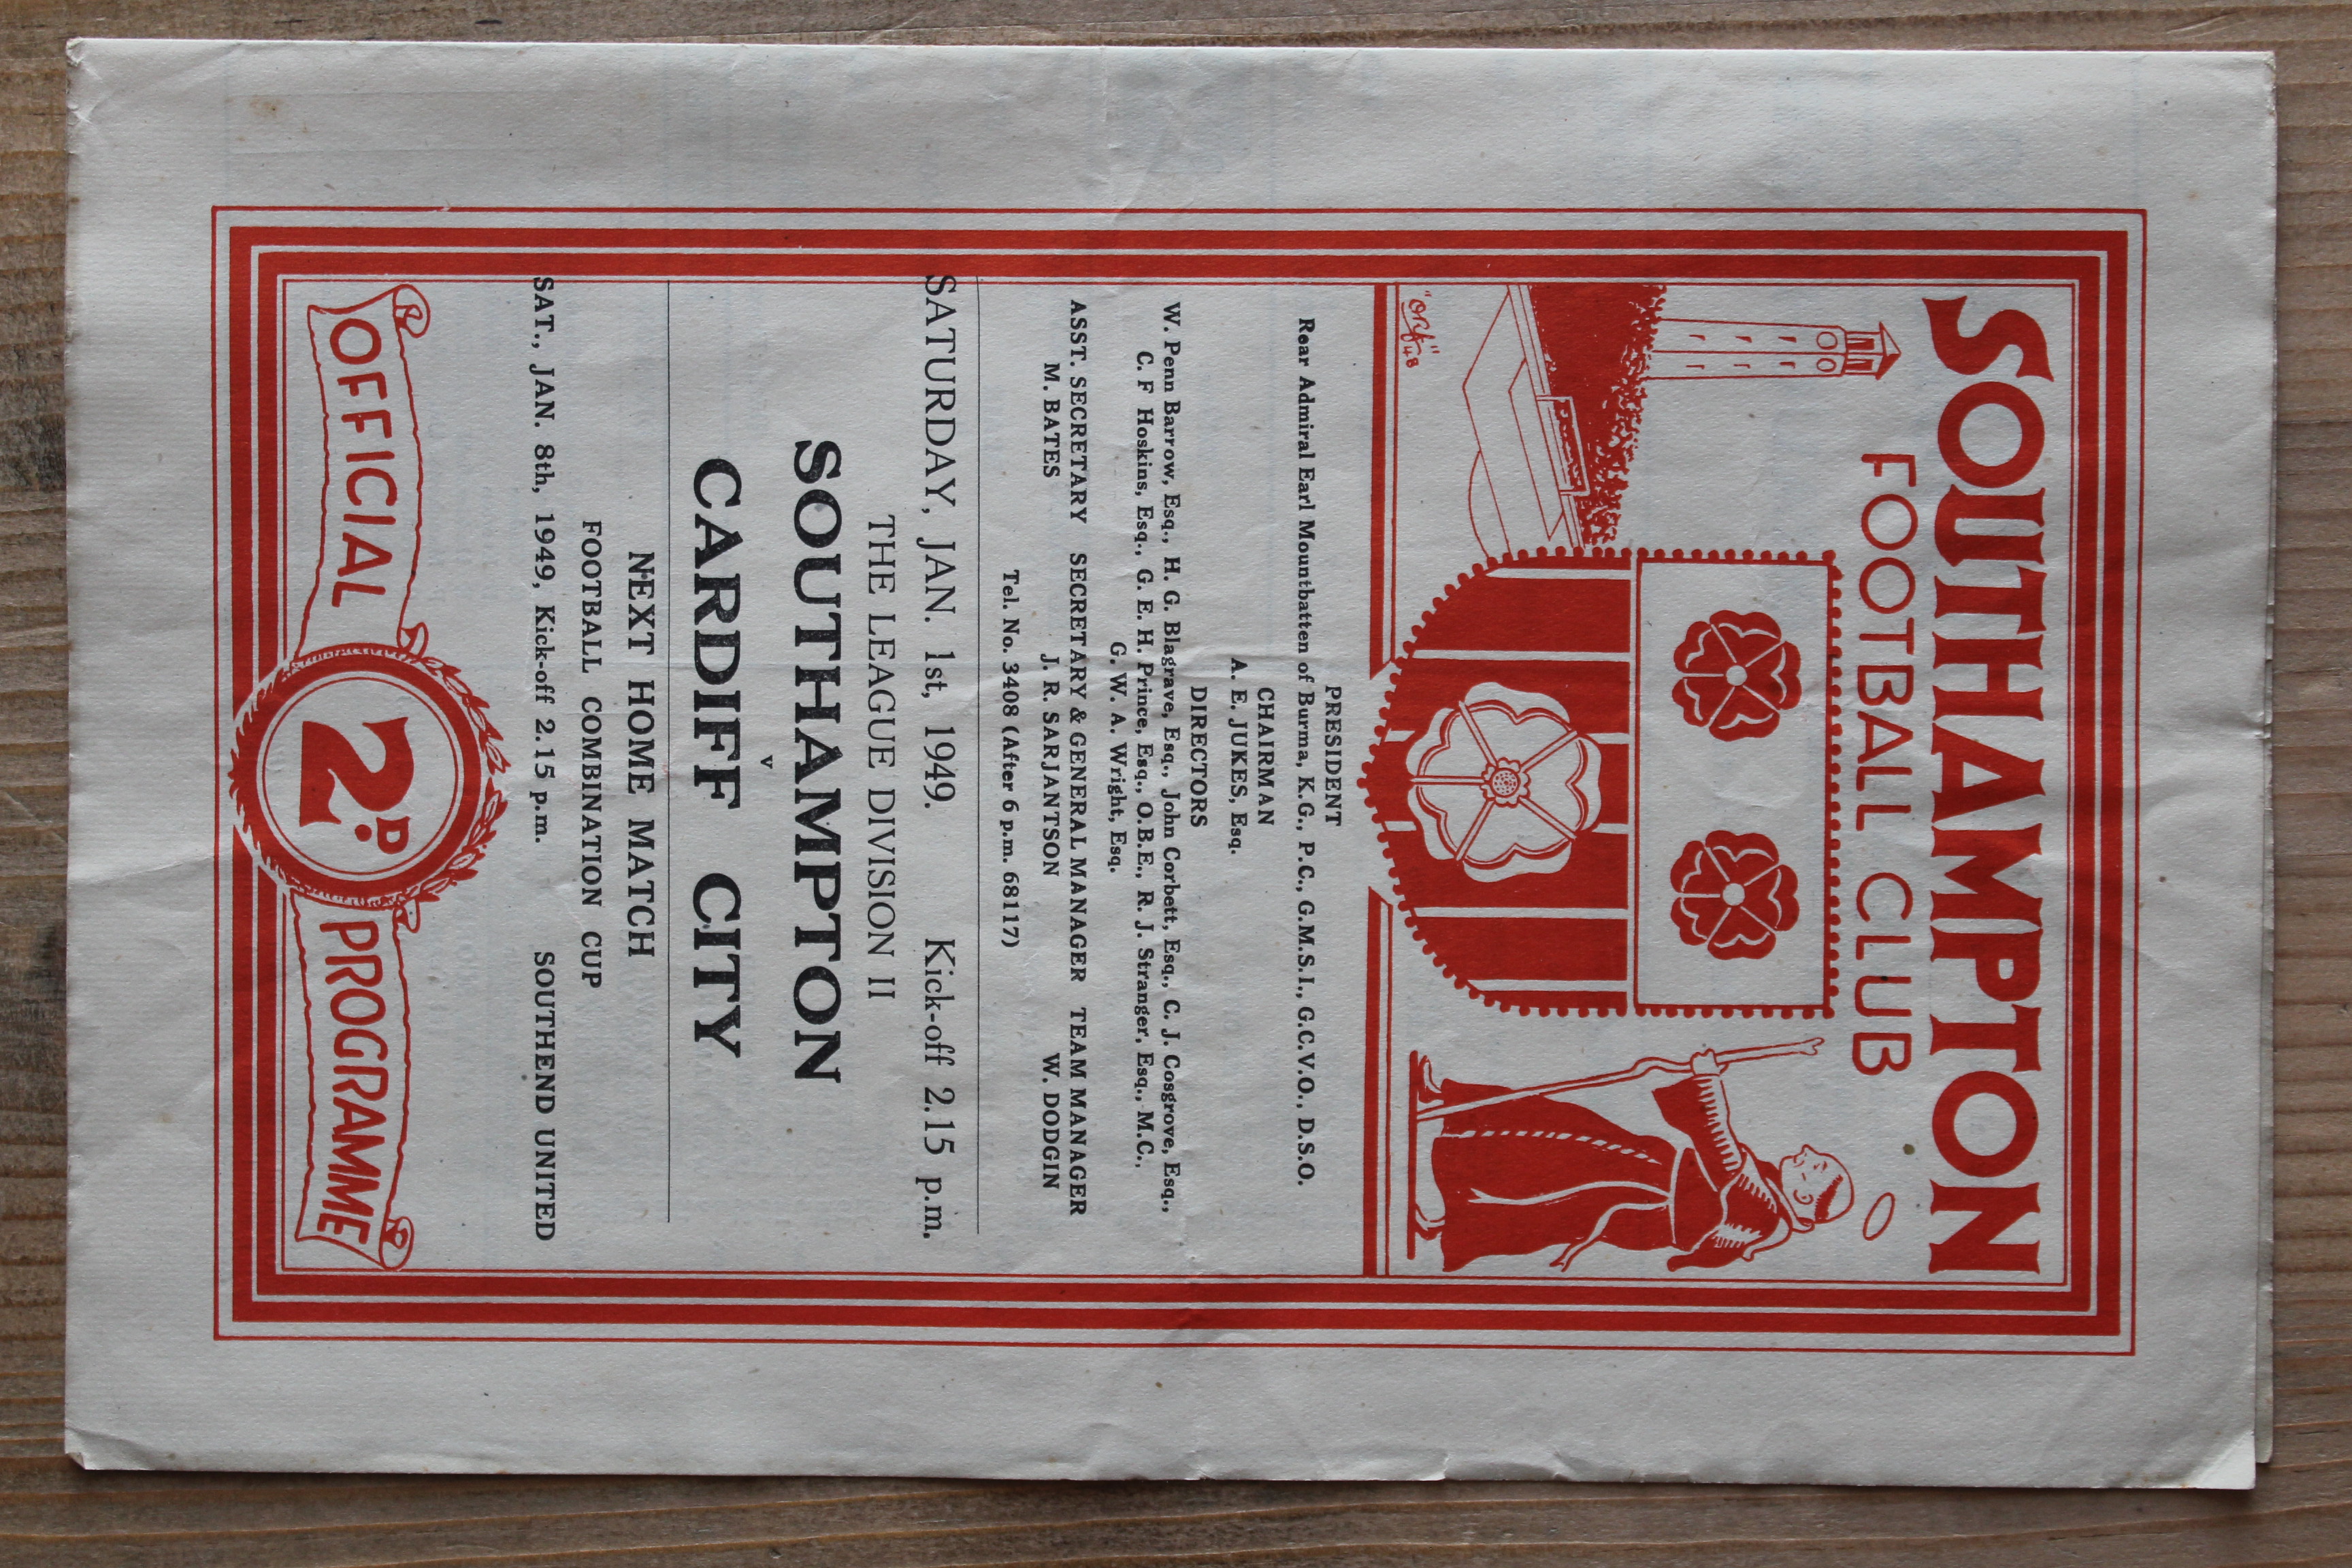 SOUTHAMPTON
FOOTBALL CLUB
"ORF"
48
PRESIDENT
Rear Admiral Earl Mountbatten of Burma, K.G., P.C., G.M.S.I., G.C.V.O., D.S.O.
CHAIRMAN
A. E. JUKES, Esq.
DIRECTORS
W. Penn Barrow, Esq., H. G. Blagrave, Esq., John Corbett, Esq., C. J. Cosgrove, Esq.,
C. F Hoskins, Esq., G. E. H. Prince, Esq., O.B.E., R. J. Stranger, Esq., M.C.,
G. W. A. Wright, Esq.
ASST. SECRETARY SECRETARY & GENERAL MANAGER TEAM MANAGER
M. BATES J. R. SARJANTSON W. DODGIN
Tel. No. 3408 (After 6 p.m. 68117)
SATURDAY, JAN. 1st, 1949. Kick-off 2.15 p.m.
THE LEAGUE DIVISION II
SOUTHAMPTON
v
CARDIFF CITY
NEXT HOME MATCH
FOOTBALL COMBINATION CUP
SAT., JAN. 8th, 1949, Kick-off 2.15 p.m. SOUTHEND UNITED
OFFICIAL 2D. PROGRAMME